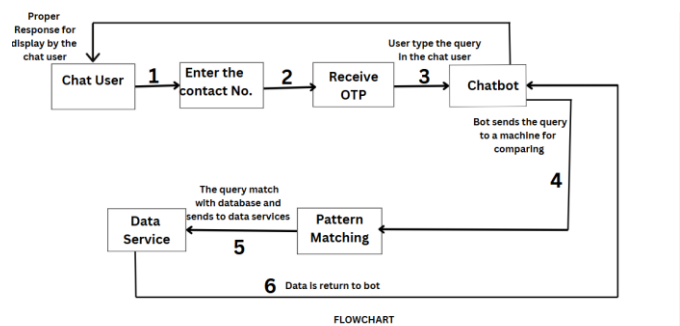 Proper
Response for
display by the
chat user
Chat User
1
Enter the
contact No.
2
Receive
OTP
User type the query
in the chat user
3
Chatbot
Bot sends the query
to a machine for
comparing
4
Pattern
Matching
The query match
with database and
sends to data services
5
Data
Service
6 Data is return to bot
FLOWCHART